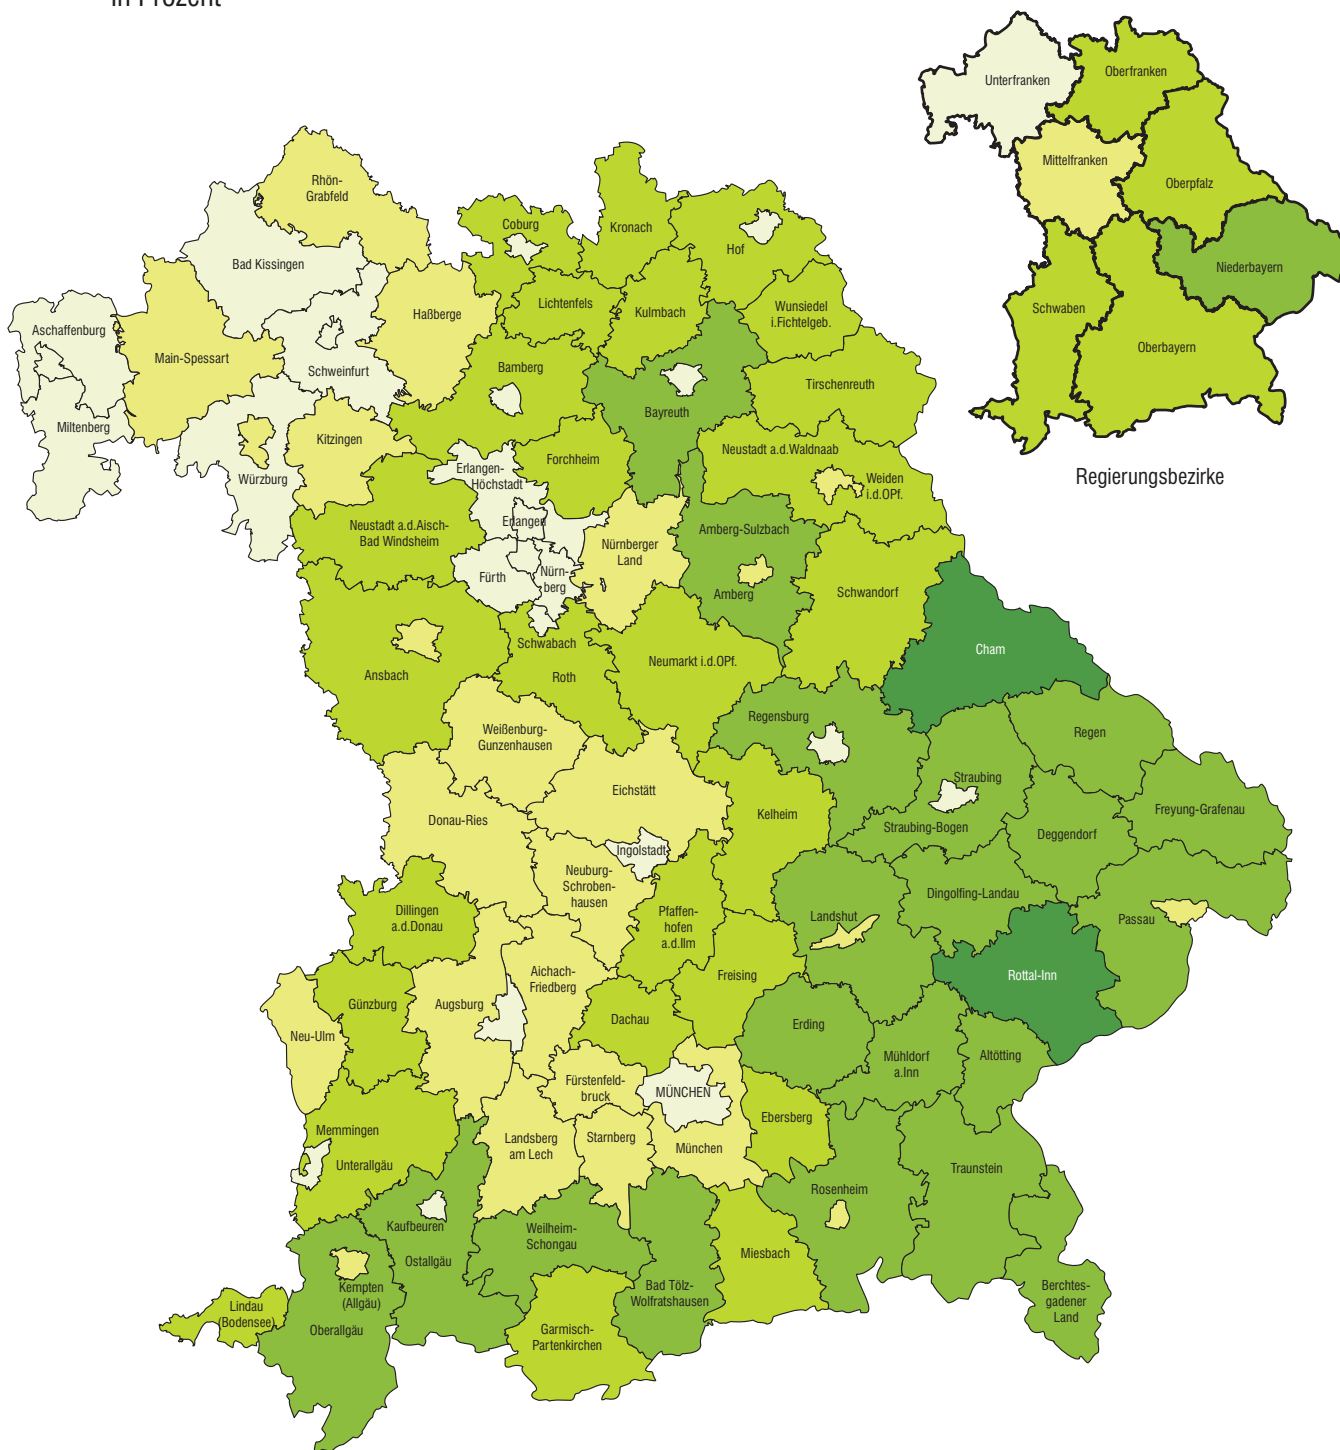 in Prozent
Unterfranken
Oberfranken
Mittelfranken
Oberpfalz
Niederbayern
Schwaben
Oberbayern
Regierungsbezirke
Rhön-
Grabfeld
Bad Kissingen
Coburg
Kronach
Hof
Aschaffenburg
Main-Spessart
Haßberge
Lichtenfels
Kulmbach
Wunsiedel
i.Fichtelgeb.
Schweinfurt
Bamberg
Tirschenreuth
Miltenberg
Kitzingen
Bayreuth
Würzburg
Erlangen-
Höchstadt
Forchheim
Neustadt a.d.Waldnaab
Weiden
i.d.OPf.
Neustadt a.d.Aisch-
Bad Windsheim
Erlangen
Nürnberger
Land
Amberg-Sulzbach
Fürth
Nürn-
berg
Amberg
Schwandorf
Cham
Ansbach
Schwabach
Roth
Neumarkt i.d.OPf.
Weißenburg-
Gunzenhausen
Regensburg
Regen
Eichstätt
Straubing
Donau-Ries
Kelheim
Straubing-Bogen
Deggendorf
Freyung-Grafenau
Ingolstadt
Neuburg-
Schroben-
hausen
Dingolfing-Landau
Dillingen
a.d.Donau
Pfaffen-
hofen
a.d.Ilm
Landshut
Passau
Aichach-
Friedberg
Freising
Rottal-Inn
Günzburg
Augsburg
Neu-Ulm
Dachau
Erding
Mühldorf
a.Inn
Altötting
Fürstenfeld-
bruck
MÜNCHEN
Memmingen
Landsberg
am Lech
Starnberg
München
Ebersberg
Unterallgäu
Traunstein
Rosenheim
Kaufbeuren
Weilheim-
Schongau
Ostallgäu
Miesbach
Kempten
(Allgäu)
Bad Tölz-
Wolfratshausen
Berchtes-
gadener
Land
Lindau
(Bodensee)
Oberallgäu
Garmisch-
Partenkirchen